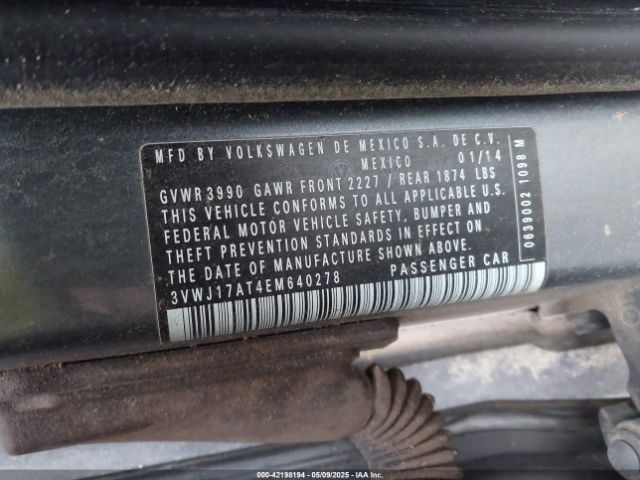 MFD BY VOLKSWAGEN DE MEXICO S.A. DE C.V.
MEXICO 01/14
GVWR 3990 GAWR FRONT 2227 / REAR 1874 LBS
THIS VEHICLE CONFORMS TO ALL APPLICABLE U.S.
FEDERAL MOTOR VEHICLE SAFETY, BUMPER AND
THEFT PREVENTION STANDARDS IN EFFECT ON
THE DATE OF MANUFACTURE SHOWN ABOVE.
3VWJ17AT4EM640278 PASSENGER CAR
0639002 1098 M
000-42198194 - 05/09/2025 - IAA Inc.